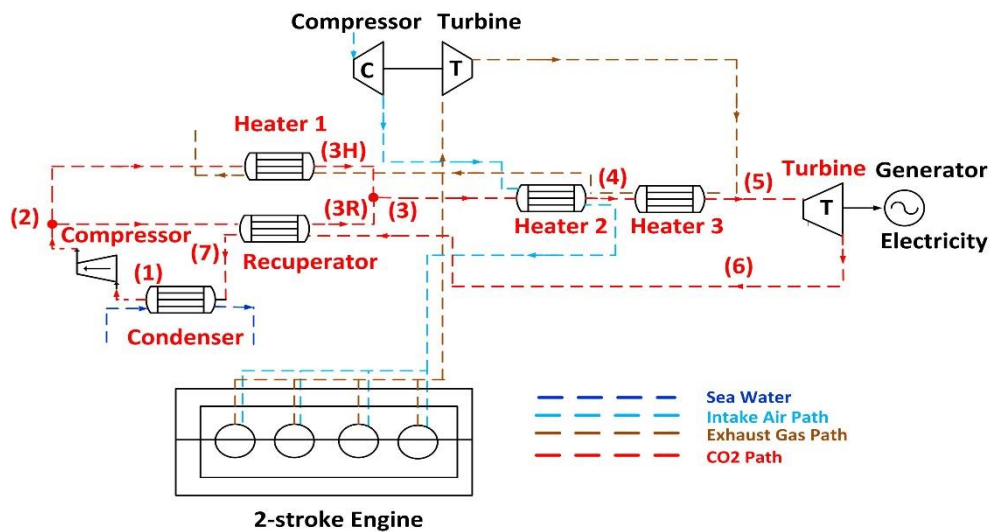 Compressor Turbine
C
T
Heater 1
(3H)
(4)
(5)
Turbine
Generator
(2)
(3R)
(3)
T
Compressor
Heater 2
Heater 3
(7)
Recuperator
Electricity
(1)
(6)
Condenser
Sea Water
Intake Air Path
Exhaust Gas Path
CO2 Path
2-stroke Engine